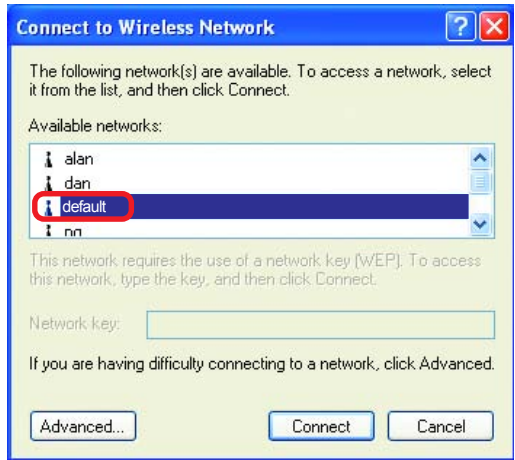 Connect to Wireless Network
The following network(s) are available. To access a network, select
it from the list, and then click Connect.
Available networks:
alan
dan
default
This network requires the use of a network key (WEP). To access
this network, type the key, and then click Connect.
Network key:
If you are having difficulty connecting to a network, click Advanced.
Advanced... Connect Cancel